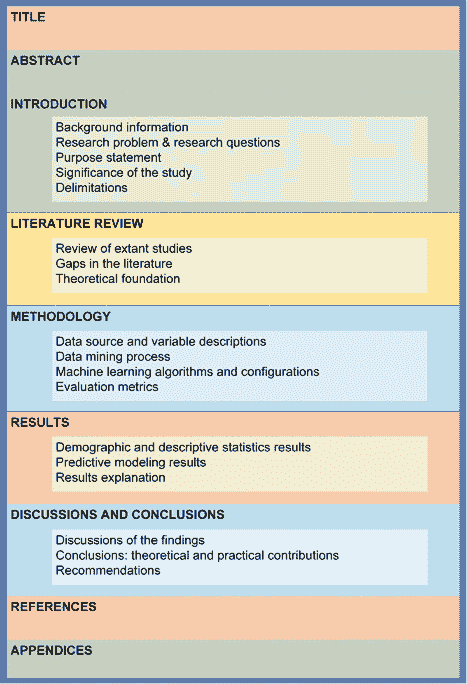 TITLE
ABSTRACT
INTRODUCTION
Background information
Research problem & research questions
Purpose statement
Significance of the study
Delimitations
LITERATURE REVIEW
Review of extant studies
Gaps in the literature
Theoretical foundation
METHODOLOGY
Data source and variable descriptions
Data mining process
Machine learning algorithms and configurations
Evaluation metrics
RESULTS
Demographic and descriptive statistics results
Predictive modeling results
Results explanation
DISCUSSIONS AND CONCLUSIONS
Discussions of the findings
Conclusions: theoretical and practical contributions
Recommendations
REFERENCES
APPENDICES